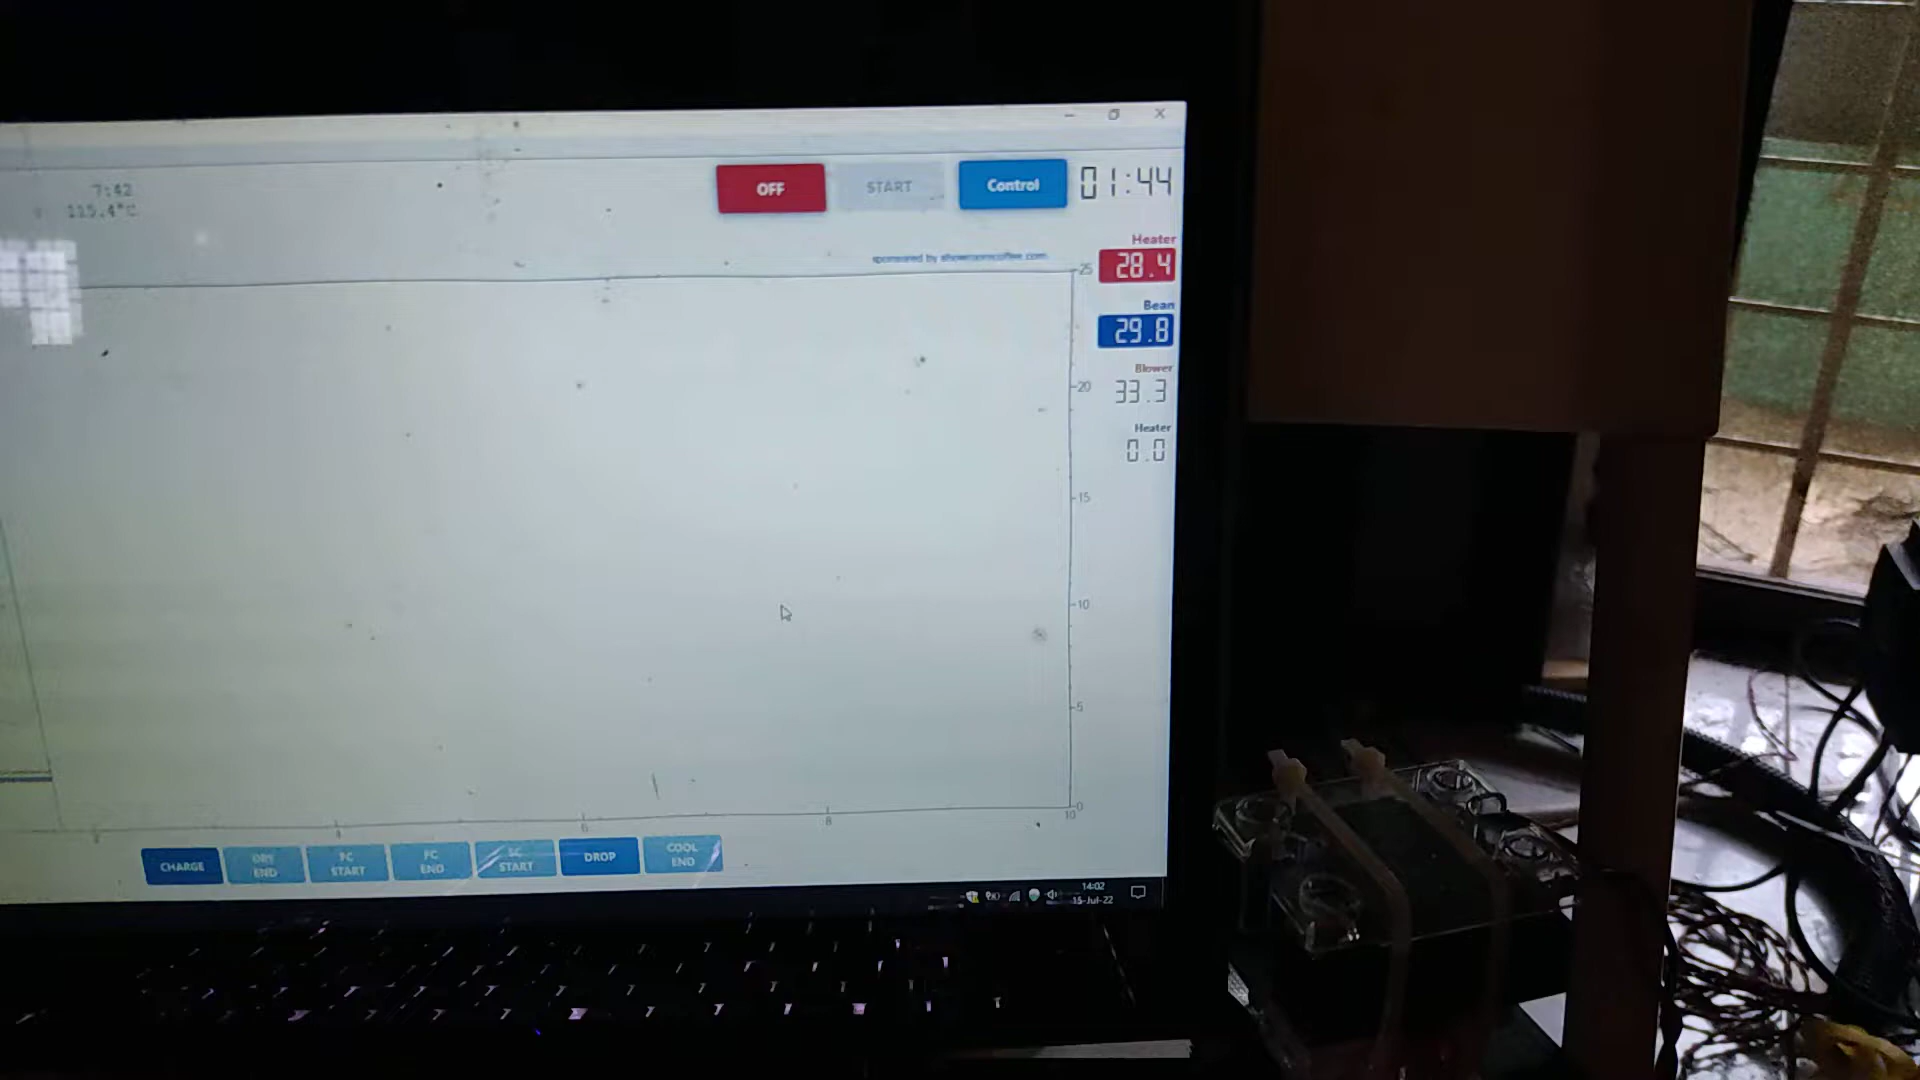 7:42
OFF
START
Control
01:44
115.4°C
Heater
28.4
sponsored by showroomcoffee.com
25
Bean
29.8
Blower
33.3
20
Heater
0.0
15
10
5
0
4
6
8
10
CHARGE
DRY
END
FC
START
FC
END
SC
START
DROP
COOL
END
14:02
15-Jul-22